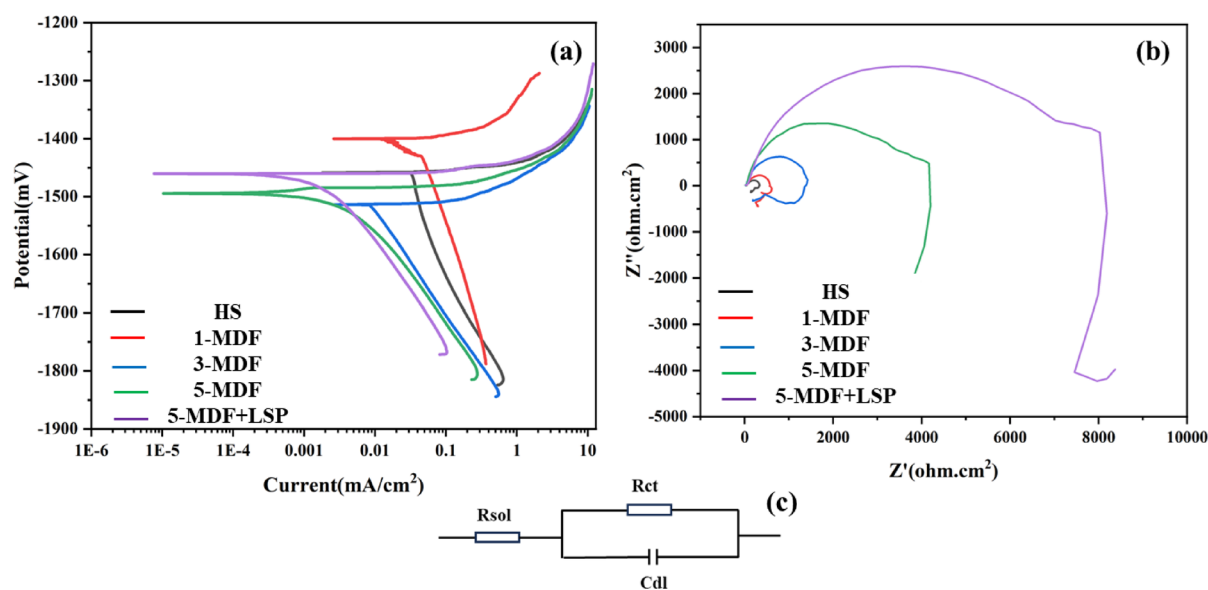 (a)
-1200
-1300
-1400
-1500
-1600
-1700
-1800
-1900
Potential(mV)
HS
1-MDF
3-MDF
5-MDF
5-MDF+LSP
1E-6 1E-5 1E-4 0.001 0.01 0.1 1 10
Current(mA/cm²)
(b)
3000
2000
1000
0
-1000
-2000
-3000
-4000
-5000
Z"(ohm.cm²)
HS
1-MDF
3-MDF
5-MDF
5-MDF+LSP
0 2000 4000 6000 8000 10000
Z'(ohm.cm²)
(c)
Rct
Rsol
Cdl